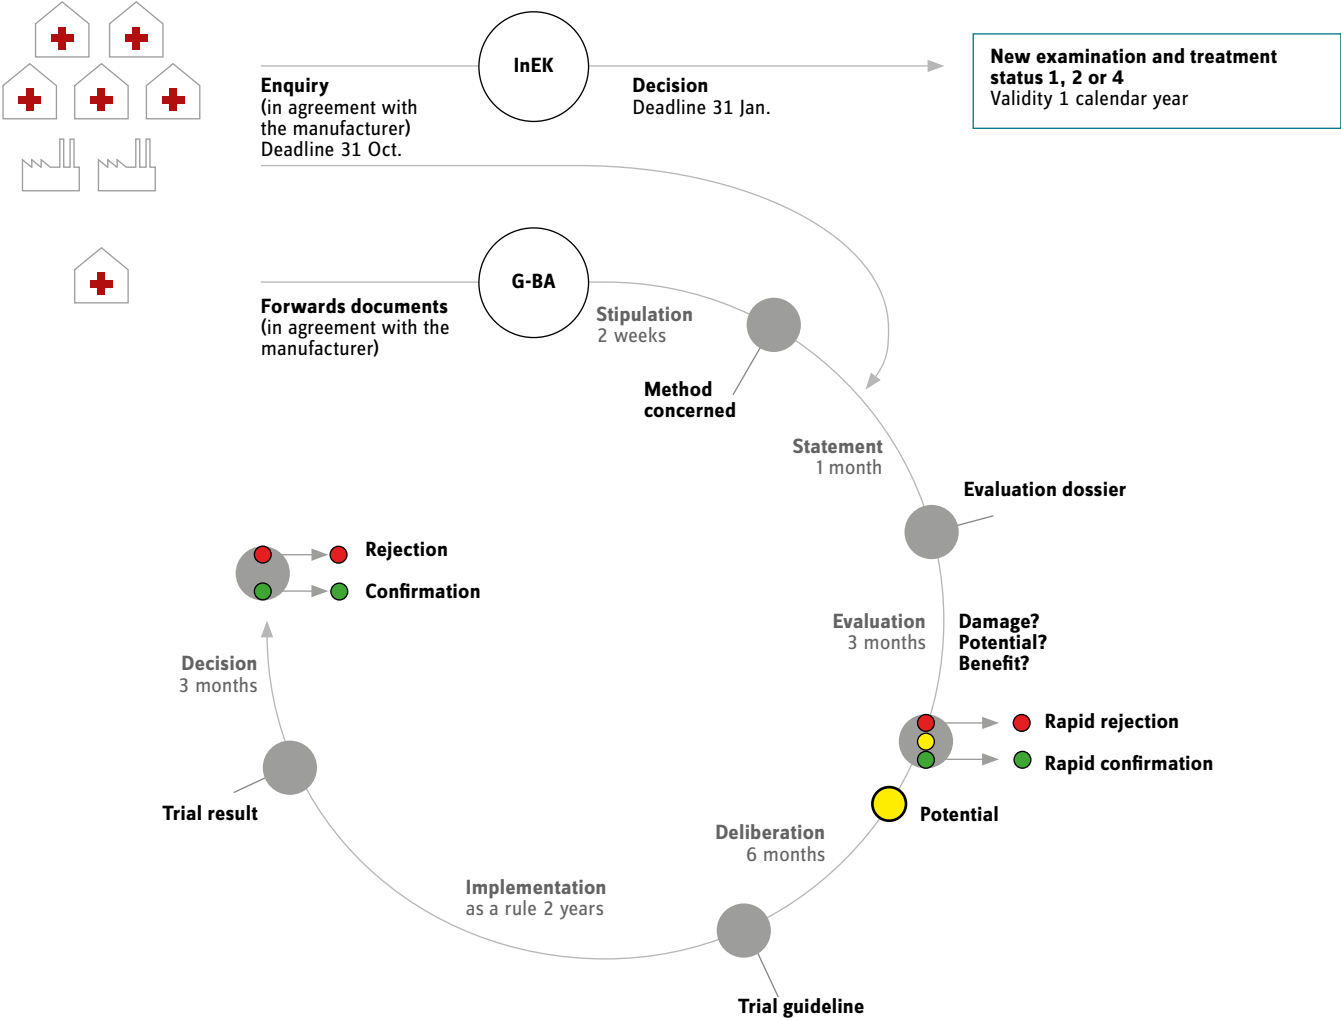 InEK
Enquiry
(in agreement with
the manufacturer)
Deadline 31 Oct.
Decision
Deadline 31 Jan.
New examination and treatment
status 1, 2 or 4
Validity 1 calendar year
G-BA
Forwards documents
(in agreement with the
manufacturer)
Stipulation
2 weeks
Method
concerned
Statement
1 month
Evaluation dossier
Evaluation
3 months
Damage?
Potential?
Benefit?
Rapid rejection
Rapid confirmation
Potential
Deliberation
6 months
Trial guideline
Implementation
as a rule 2 years
Trial result
Decision
3 months
Rejection
Confirmation